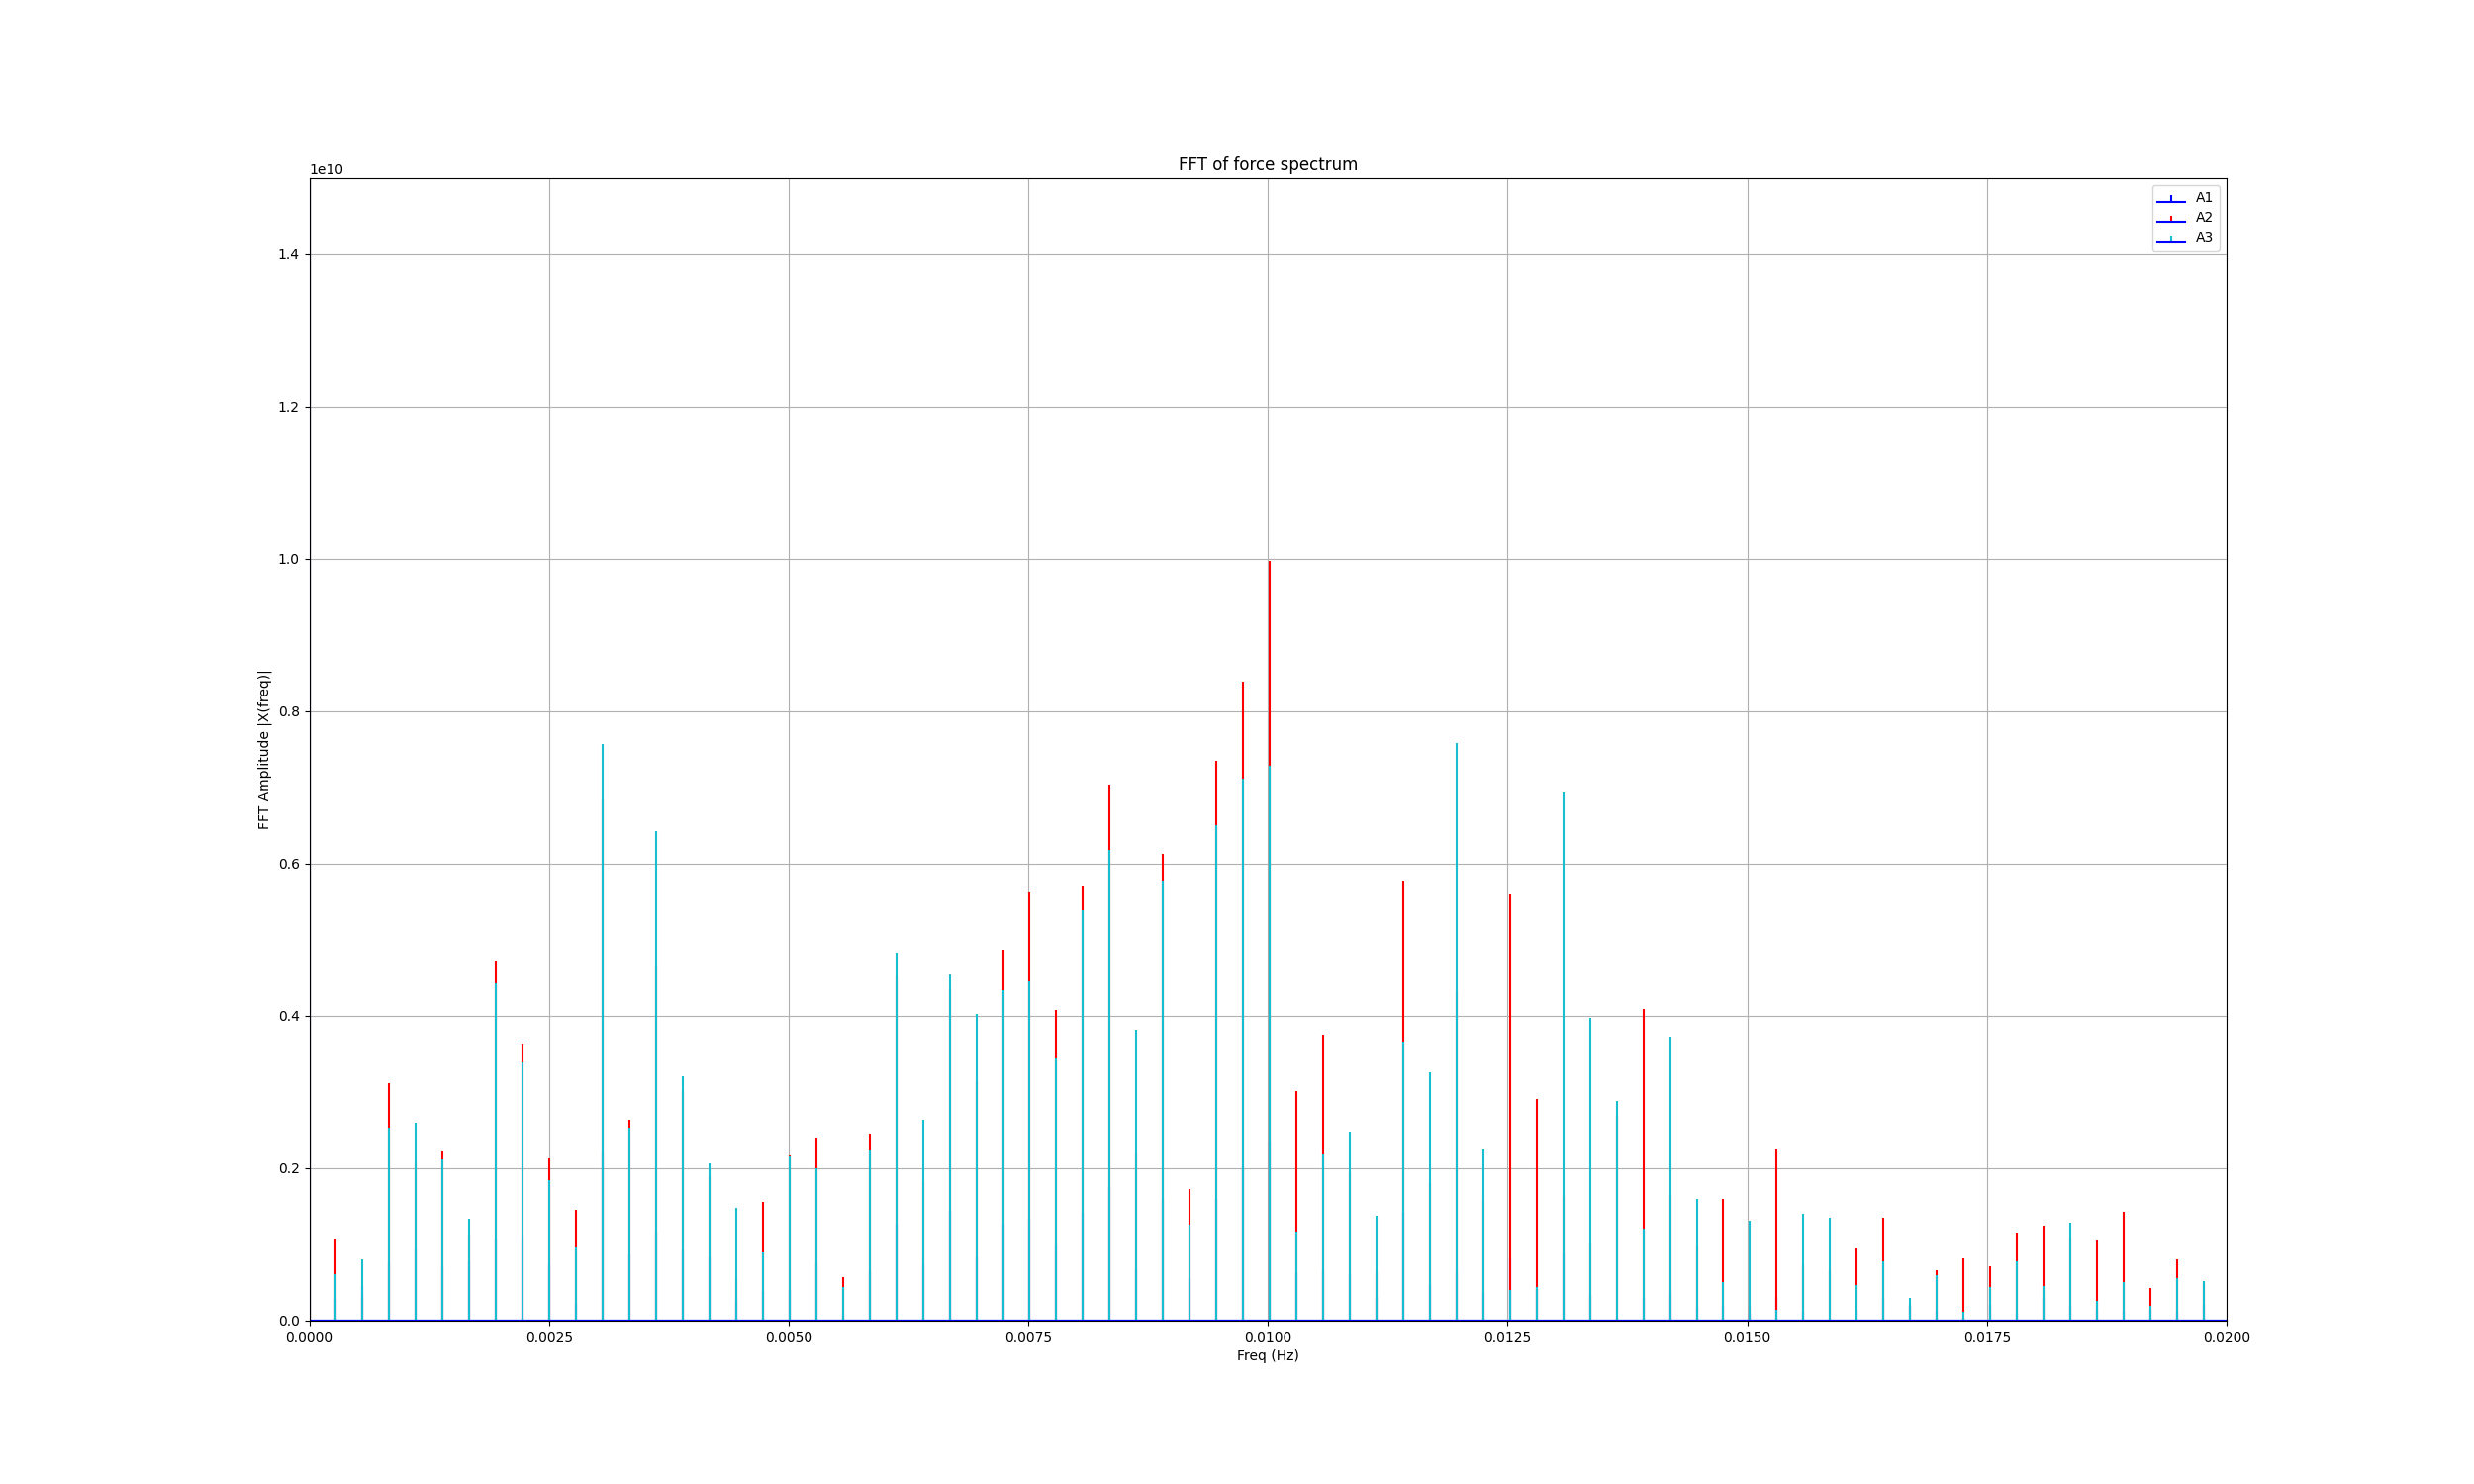 FFT of force spectrum
1e10
A1
A2
A3
1.4
1.2
1.0
0.8
0.6
0.4
0.2
0.0
FFT Amplitude |X(freq)|
0.0000 0.0025 0.0050 0.0075 0.0100 0.0125 0.0150 0.0175 0.0200
Freq (Hz)